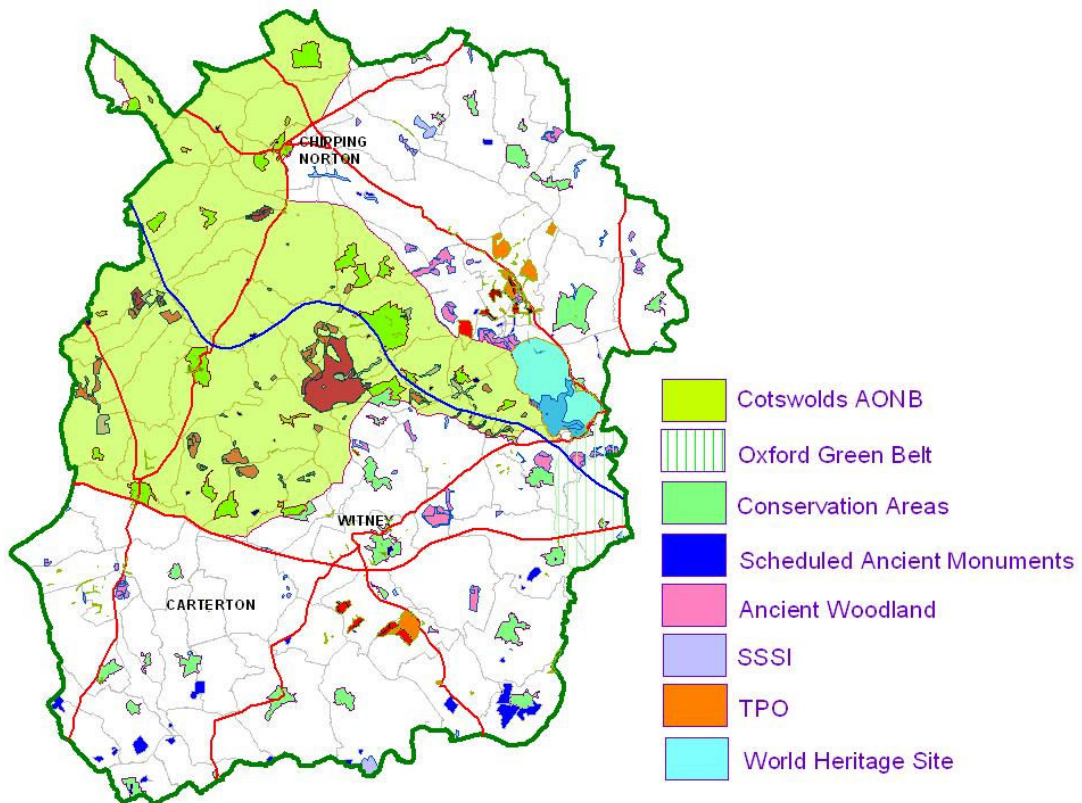 CHIPPING
NORTON
WITNEY
CARTERTON
Cotswolds AONB
Oxford Green Belt
Conservation Areas
Scheduled Ancient Monuments
Ancient Woodland
SSSI
TPO
World Heritage Site